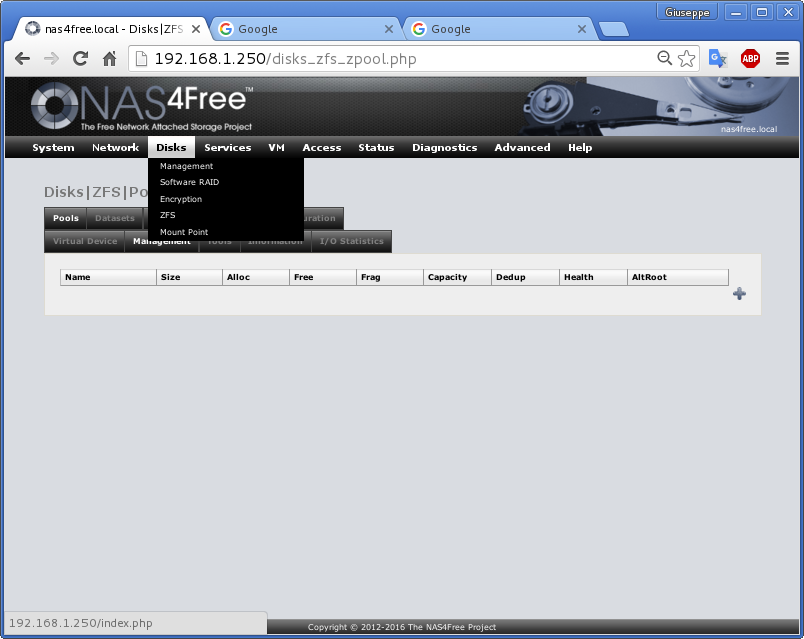 Giuseppe
nas4free.local - Disks|ZFS
Google
Google
192.168.1.250/disks_zfs_zpool.php
ABP
NAS4Free™
The Free Network Attached Storage Project
nas4free.local
System Network Disks Services VM Access Status Diagnostics Advanced Help
Management
Software RAID
Encryption
ZFS
Mount Point
Disks|ZFS|Po
Pools Datasets uration
Virtual Device Management Tools Information I/O Statistics
Name Size Alloc Free Frag Capacity Dedup Health AltRoot
192.168.1.250/index.php
Copyright © 2012-2016 The NAS4Free Project